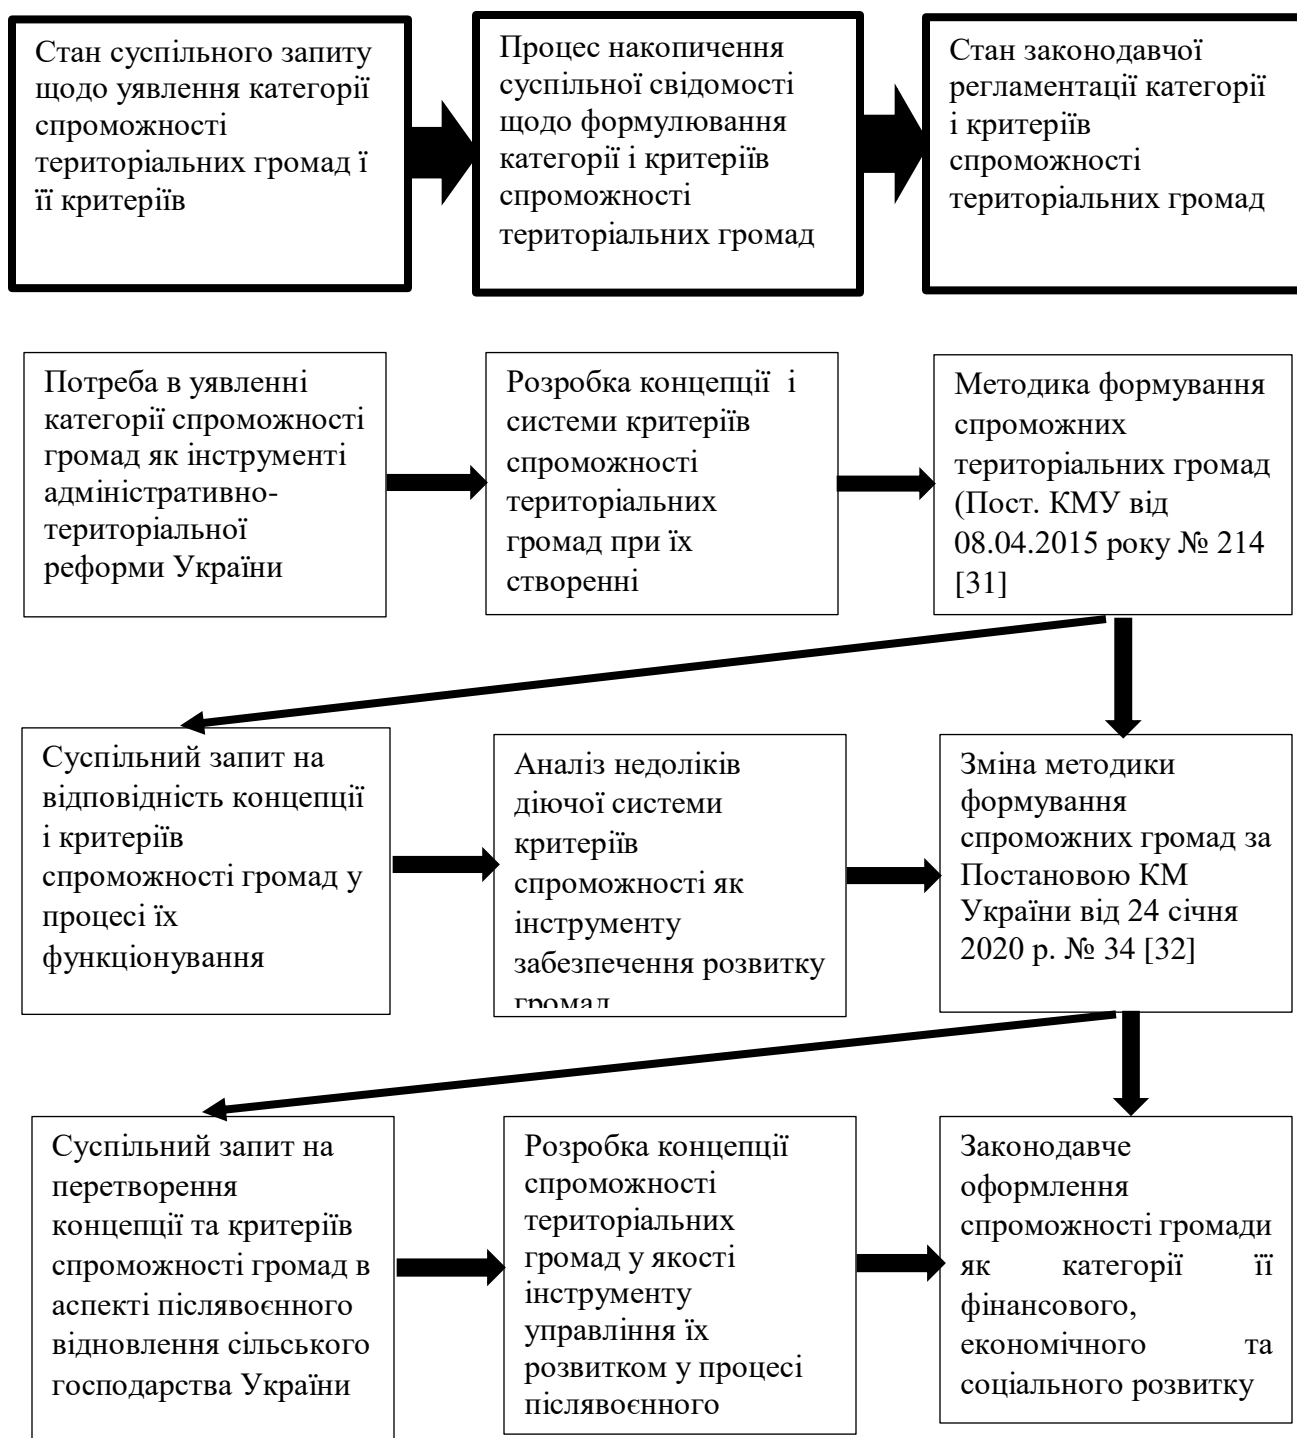 Стан суспільного запиту
щодо уявлення категорії
спроможності
територіальних громад ї
її критеріїв
Процес накопичення
суспільної свідомості
щодо формулювання
категорії і критеріїв
спроможності
територіальних громад
Стан законодавчої
регламентації категорії
і критеріїв
спроможності
територіальних громад
Потреба в уявленні
категорії спроможності
громад як інструменті
адміністративно-
територіальної
реформи України
Розробка концепції і
системи критеріїв
спроможності
територіальних
громад при їх
створенні
Методика формування
спроможних
територіальних громад
(Пост. КМУ від
08.04.2015 року № 214
[31]
Суспільний запит на
відповідність концепції
і критеріїв
спроможності громад у
процесі їх
функціонування
Аналіз недоліків
діючої системи
критеріїв
спроможності як
інструменту
забезпечення розвитку
громад
Зміна методики
формування
спроможних громад за
Постановою КМ
України від 24 січня
2020 р. № 34 [32]
Суспільний запит на
перетворення
концепції та критеріїв
спроможності громад в
аспекті післявоєнного
відновлення сільського
господарства України
Розробка концепції
спроможності
територіальних
громад у якості
інструменту
управління їх
розвитком у процесі
післявоєнного
Законодавче
оформлення
спроможності громади
як категорії її
фінансового,
економічного та
соціального розвитку